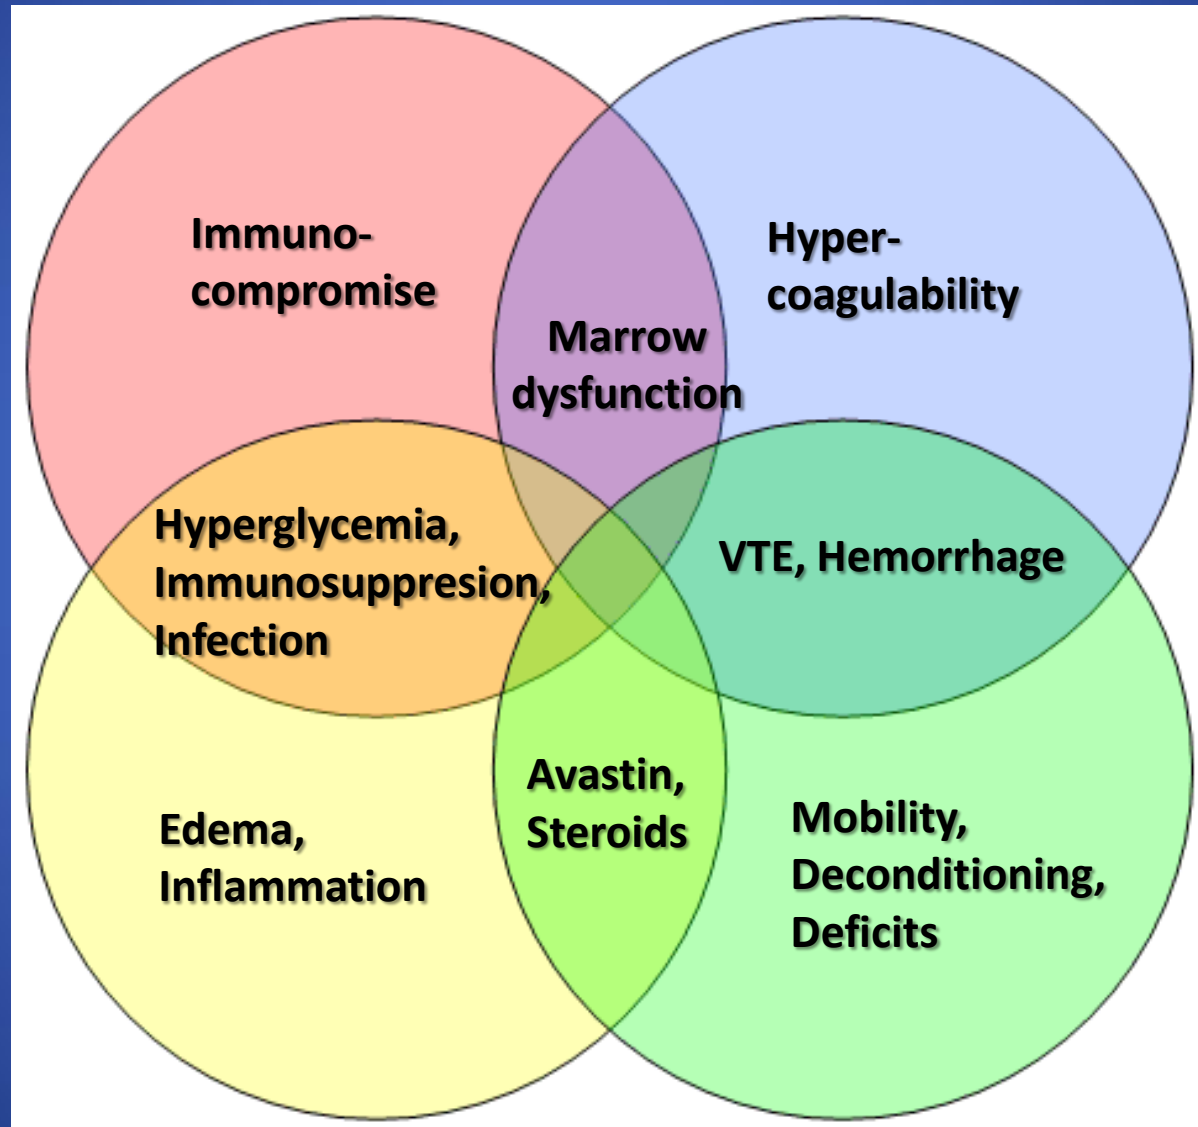 Immuno-
compromise
Hyper-
coagulability
Marrow
dysfunction
Hyperglycemia,
Immunosuppresion,
Infection
VTE, Hemorrhage
Edema,
Inflammation
Avastin,
Steroids
Mobility,
Deconditioning,
Deficits